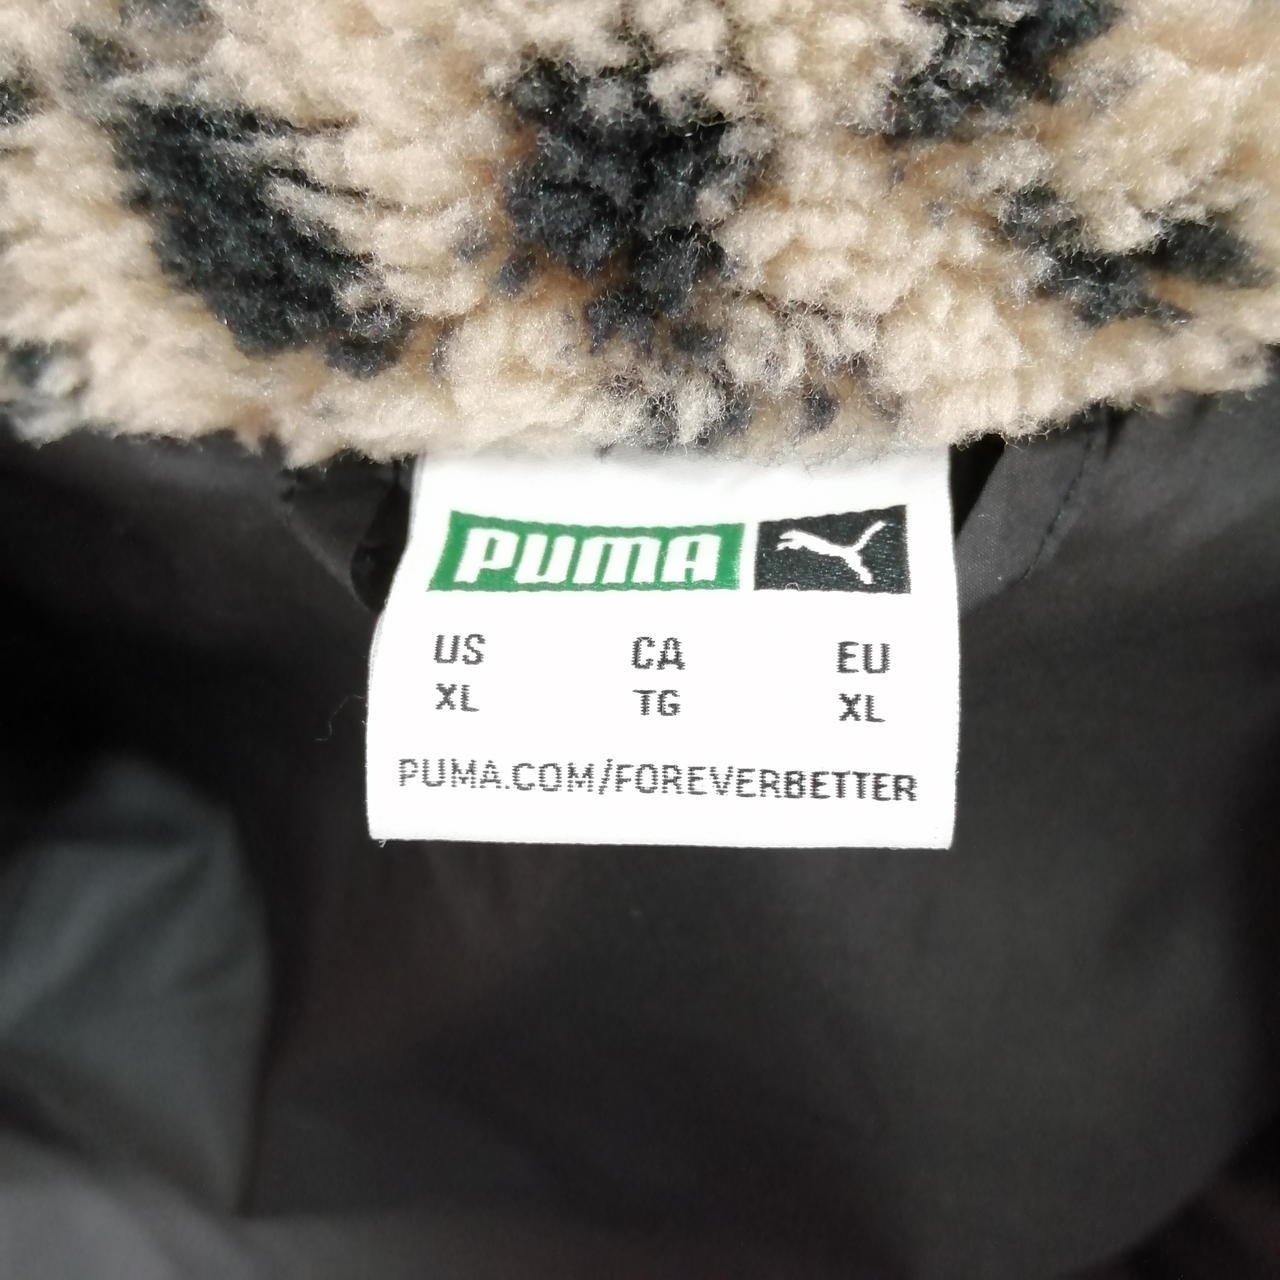 PUMA
US CA EU
XL TG XL
PUMA.COM/FOREVERBETTER